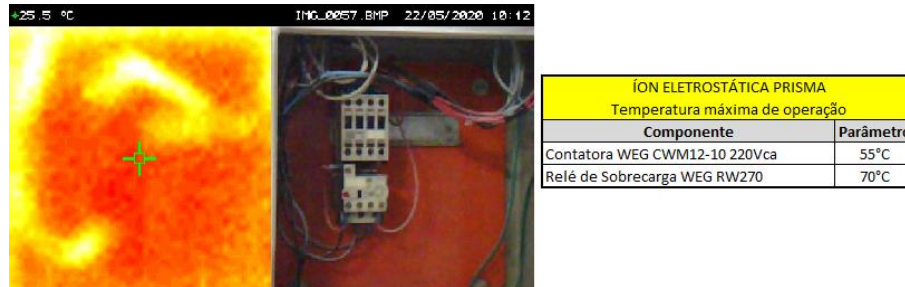 +25.5 °C IMG_0057.BMP 22/05/2020 10:12
ÍON ELETROSTÁTICA PRISMA
Temperatura máxima de operação
Componente Parâmetro
Contatora WEG CWM12-10 220Vca 55°C
Relé de Sobrecarga WEG RW270 70°C